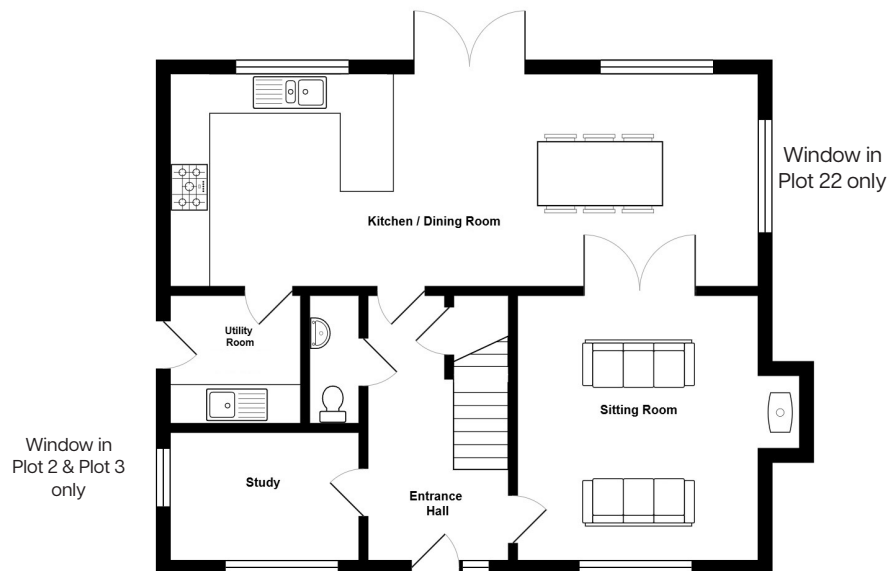 Window in
Plot 22 only
Kitchen / Dining Room
Utility
Room
Sitting Room
Window in
Plot 2 & Plot 3
only
Study
Entrance
Hall